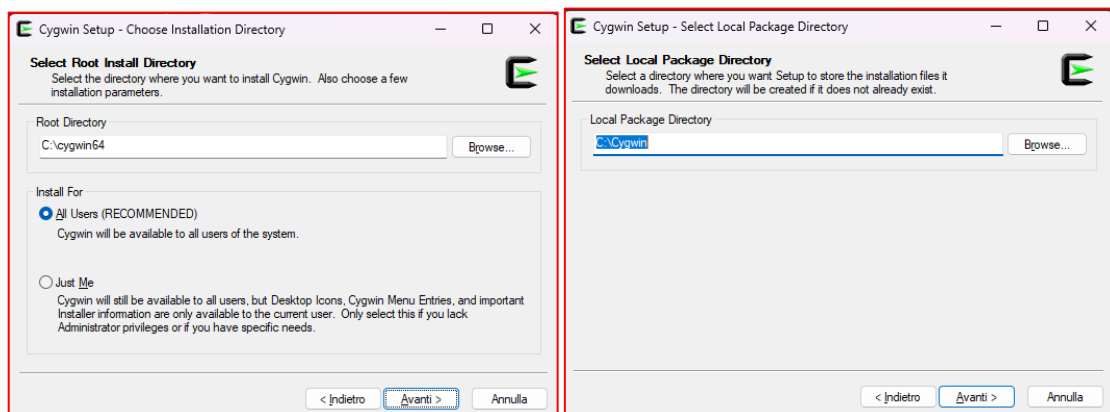 Cygwin Setup - Choose Installation Directory
Select Root Install Directory
Select the directory where you want to install Cygwin. Also choose a few
installation parameters.
Root Directory
C:\cygwin64
Browse...
Install For
All Users (RECOMMENDED)
Cygwin will be available to all users of the system.
Just Me
Cygwin will still be available to all users, but Desktop Icons, Cygwin Menu Entries, and important
Installer information are only available to the current user. Only select this if you lack
Administrator privileges or if you have specific needs.
< Indietro
Avanti >
Annulla
Cygwin Setup - Select Local Package Directory
Select Local Package Directory
Select a directory where you want Setup to store the installation files it
downloads. The directory will be created if it does not already exist.
Local Package Directory
C:\Cygwin
Browse...
< Indietro
Avanti >
Annulla